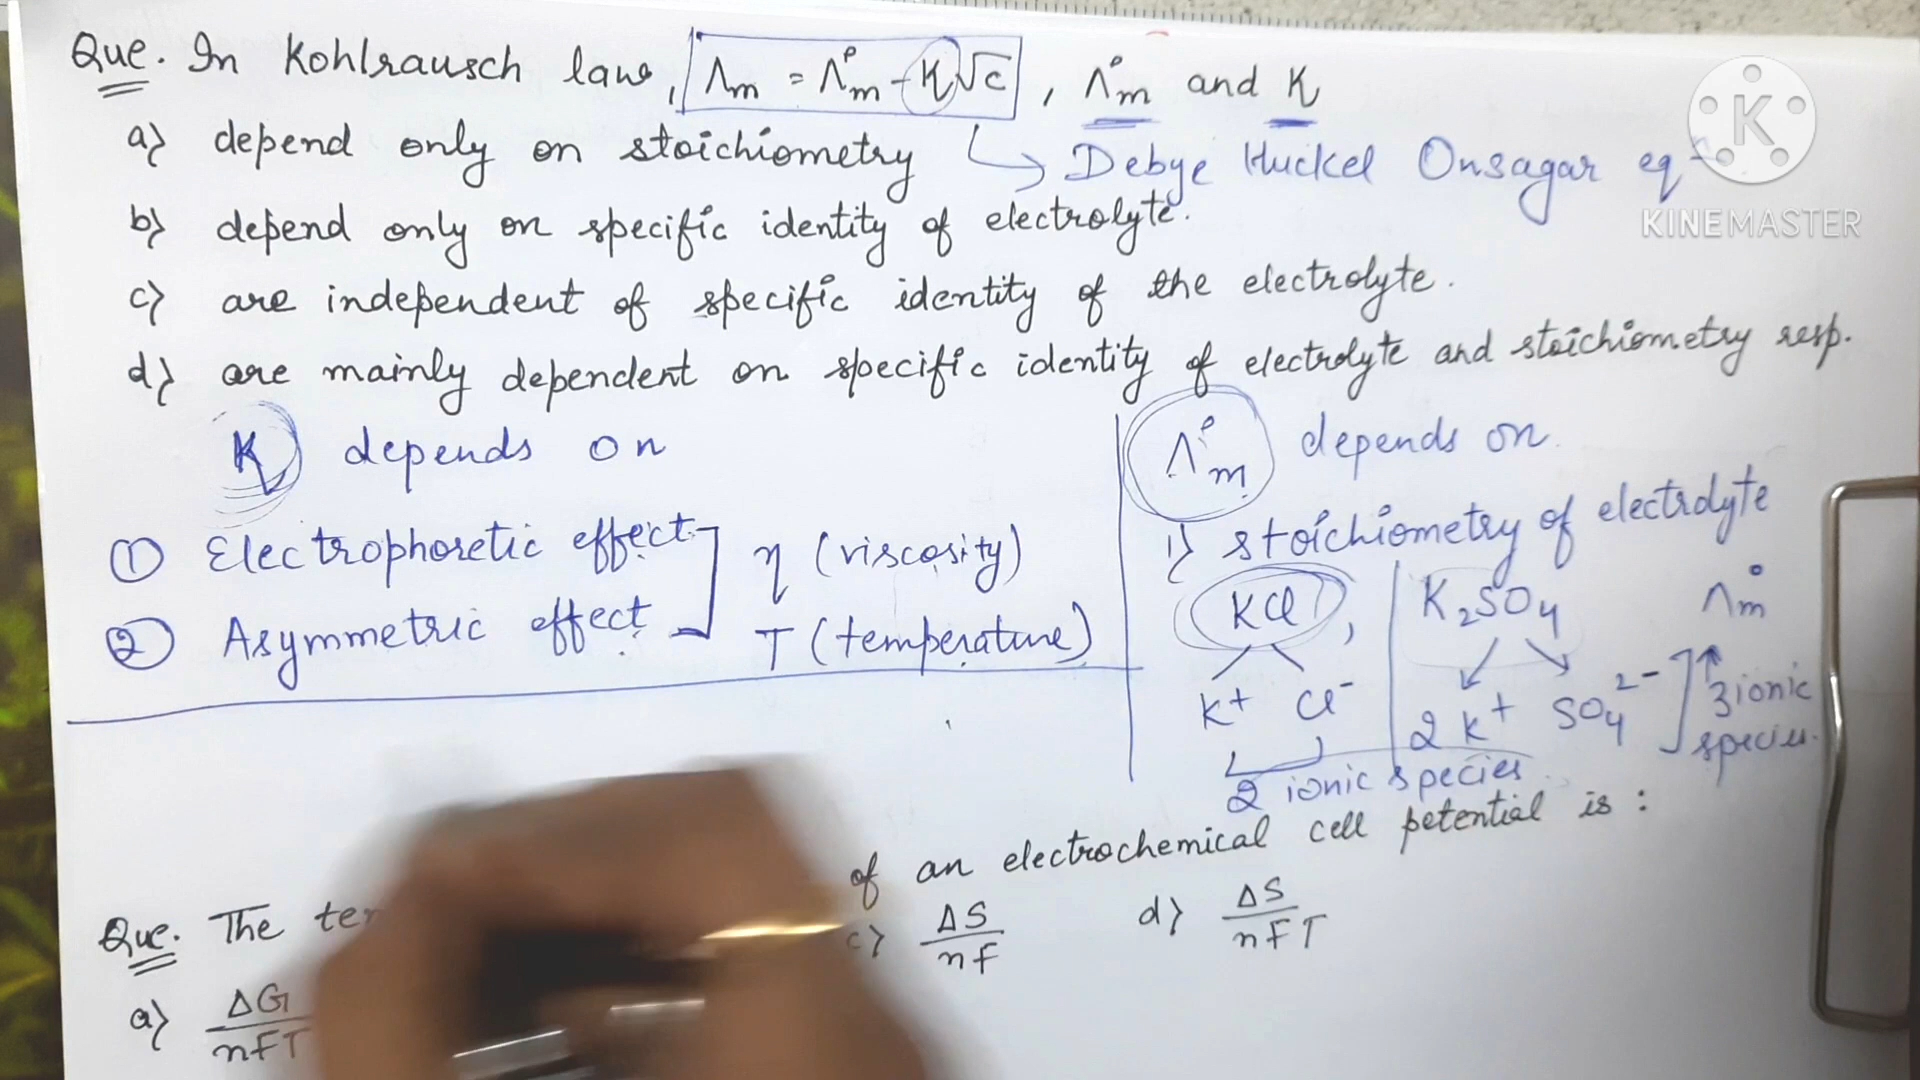 Que. In Kohlrausch law, Λm = Λ°m - K√c, Λ°m and K
a) depend only on stoichiometry
→ Debye Huckel Onsagar eq
K
KINEMASTER
b) depend only on specific identity of electrolyte.
c) are independent of specific identity of the electrolyte.
d) are mainly dependent on specific identity of electrolyte and stoichiometry resp.
K depends on
① Electrophoretic effect
② Asymmetric effect
η (viscosity)
T (temperature)
Λ°m depends on
1) stoichiometry of electrolyte
KCl, K₂SO₄ Λ°m
K+ Cl⁻ 2K+ SO₄²⁻ ↑
2 ionic species
3 ionic species.
Que. The of an electrochemical cell potential is :
a) ΔG/nFT c) ΔS/nF d) ΔS/nFT